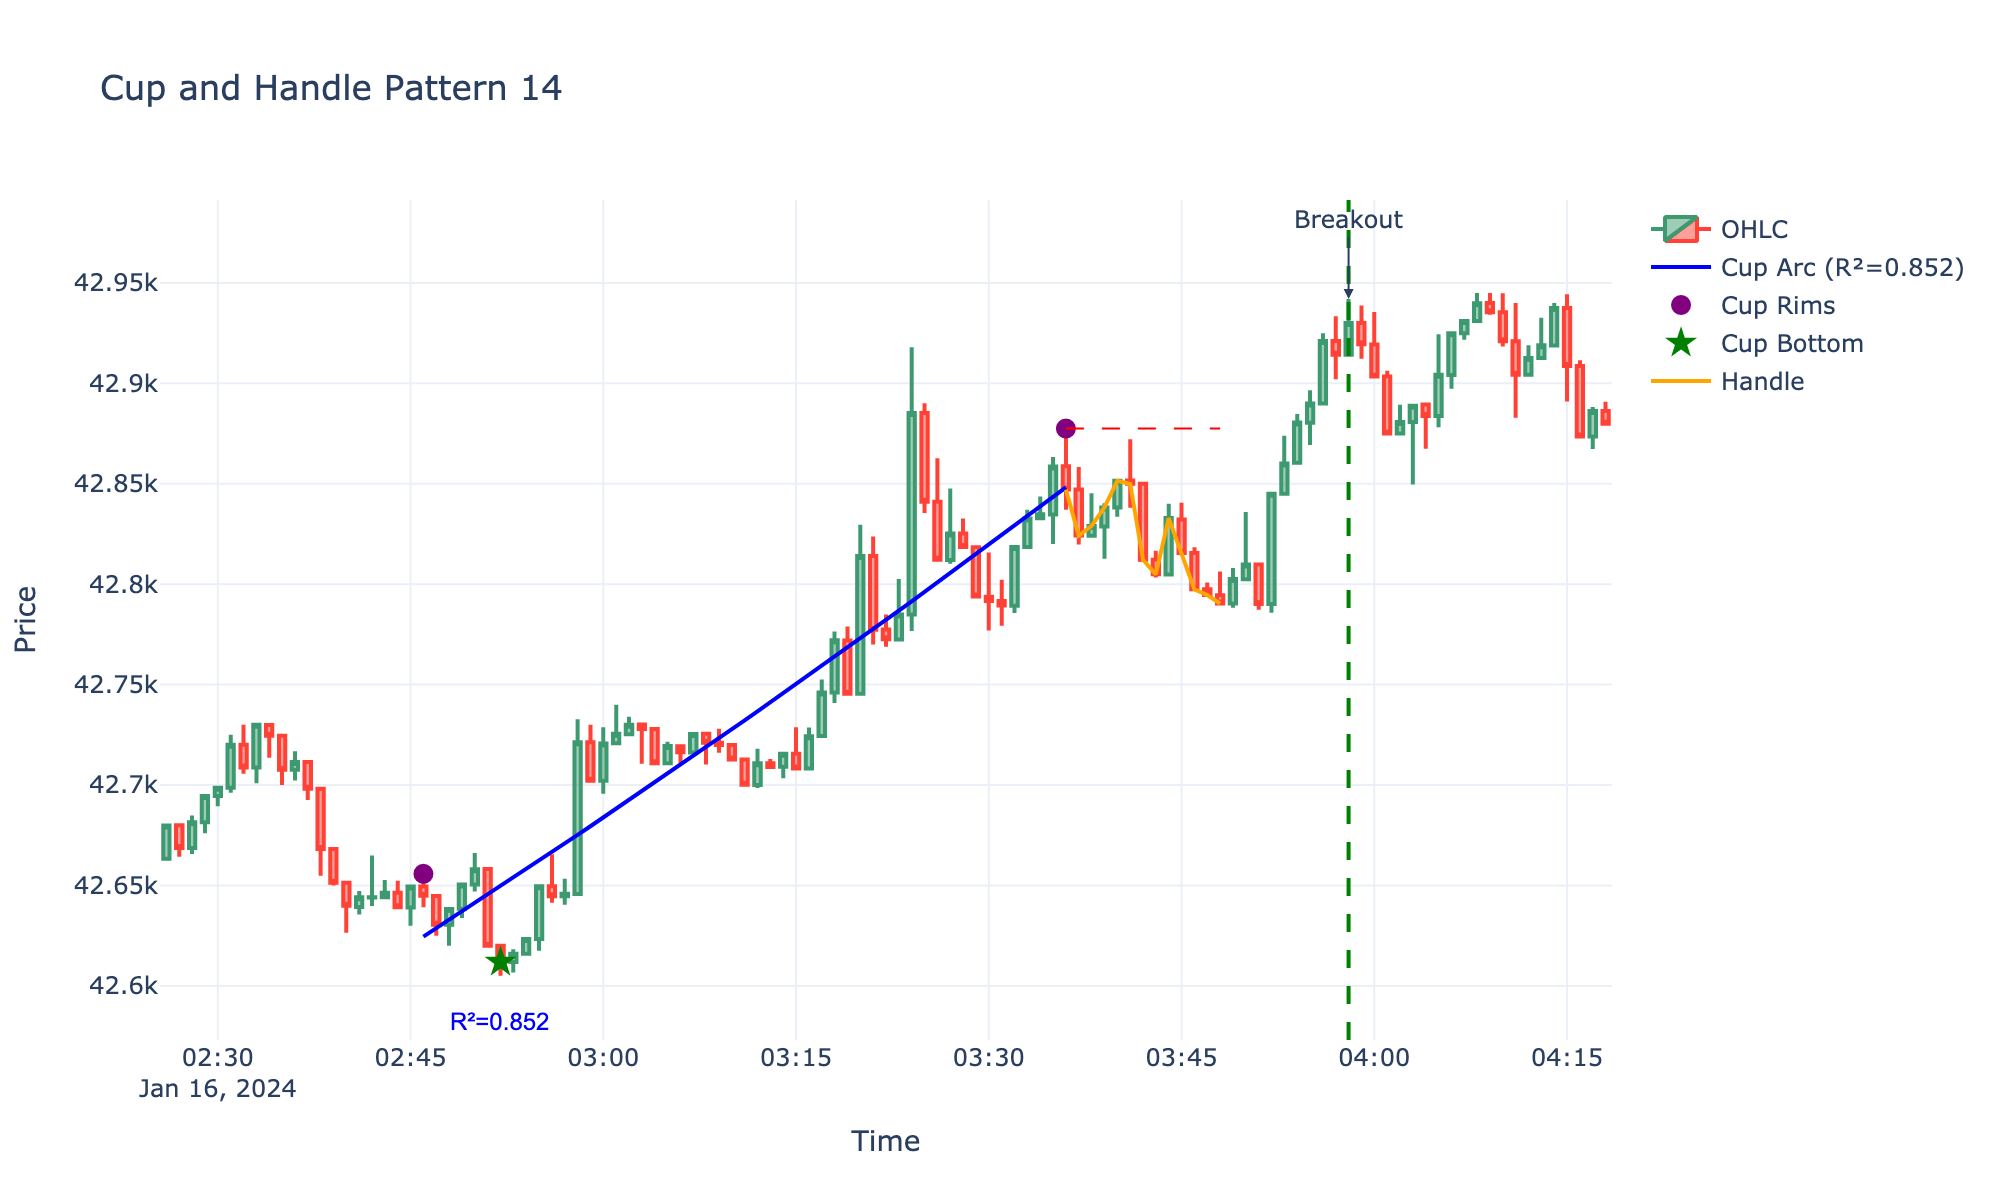 Cup and Handle Pattern 14
Breakout
OHLC
Cup Arc (R²=0.852)
Cup Rims
Cup Bottom
Handle
42.95k
42.9k
42.85k
42.8k
42.75k
42.7k
42.65k
42.6k
Price
R²=0.852
02:30
02:45
03:00
03:15
03:30
03:45
04:00
04:15
Jan 16, 2024
Time